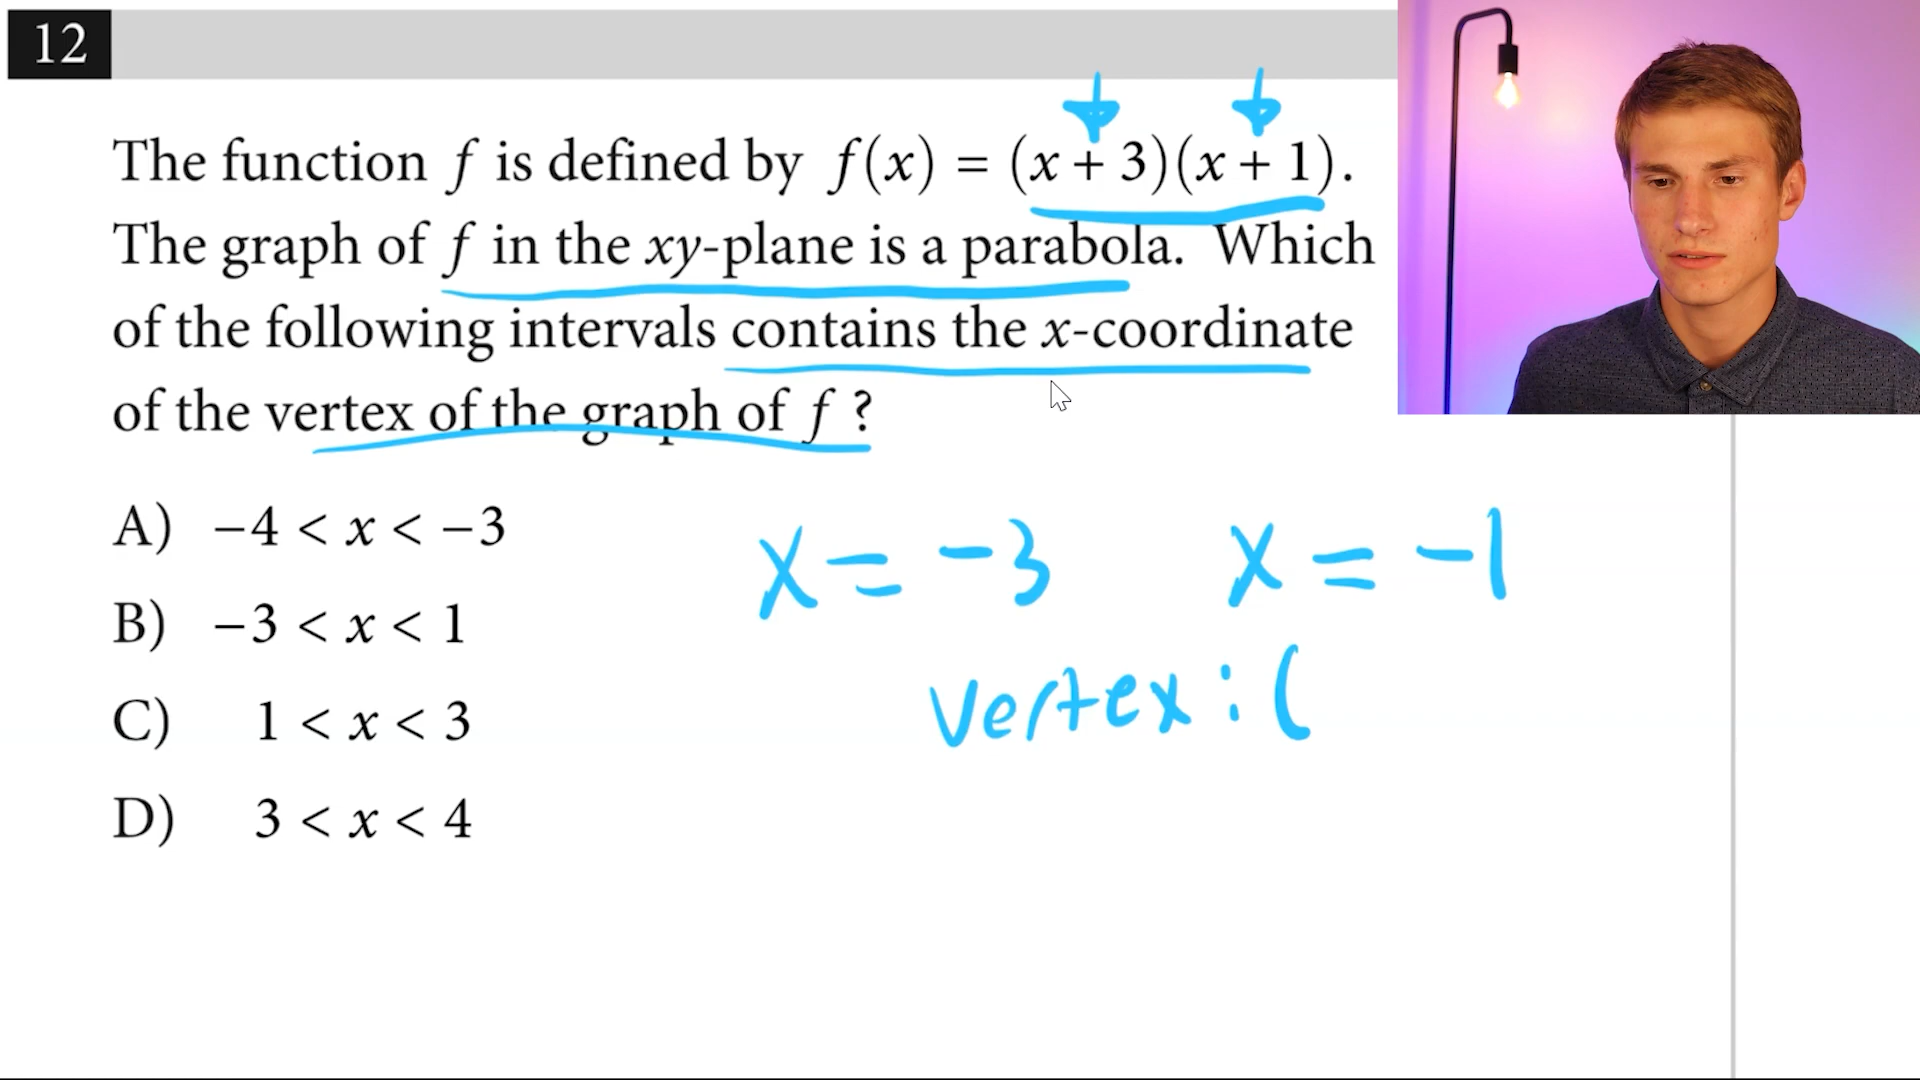 12
The function f is defined by f(x) = (x + 3)(x + 1).
The graph of f in the xy-plane is a parabola. Which
of the following intervals contains the x-coordinate
of the vertex of the graph of f ?
A) −4 < x < −3
B) −3 < x < 1
C) 1 < x < 3
D) 3 < x < 4
x = -3 x = -1
vertex : (